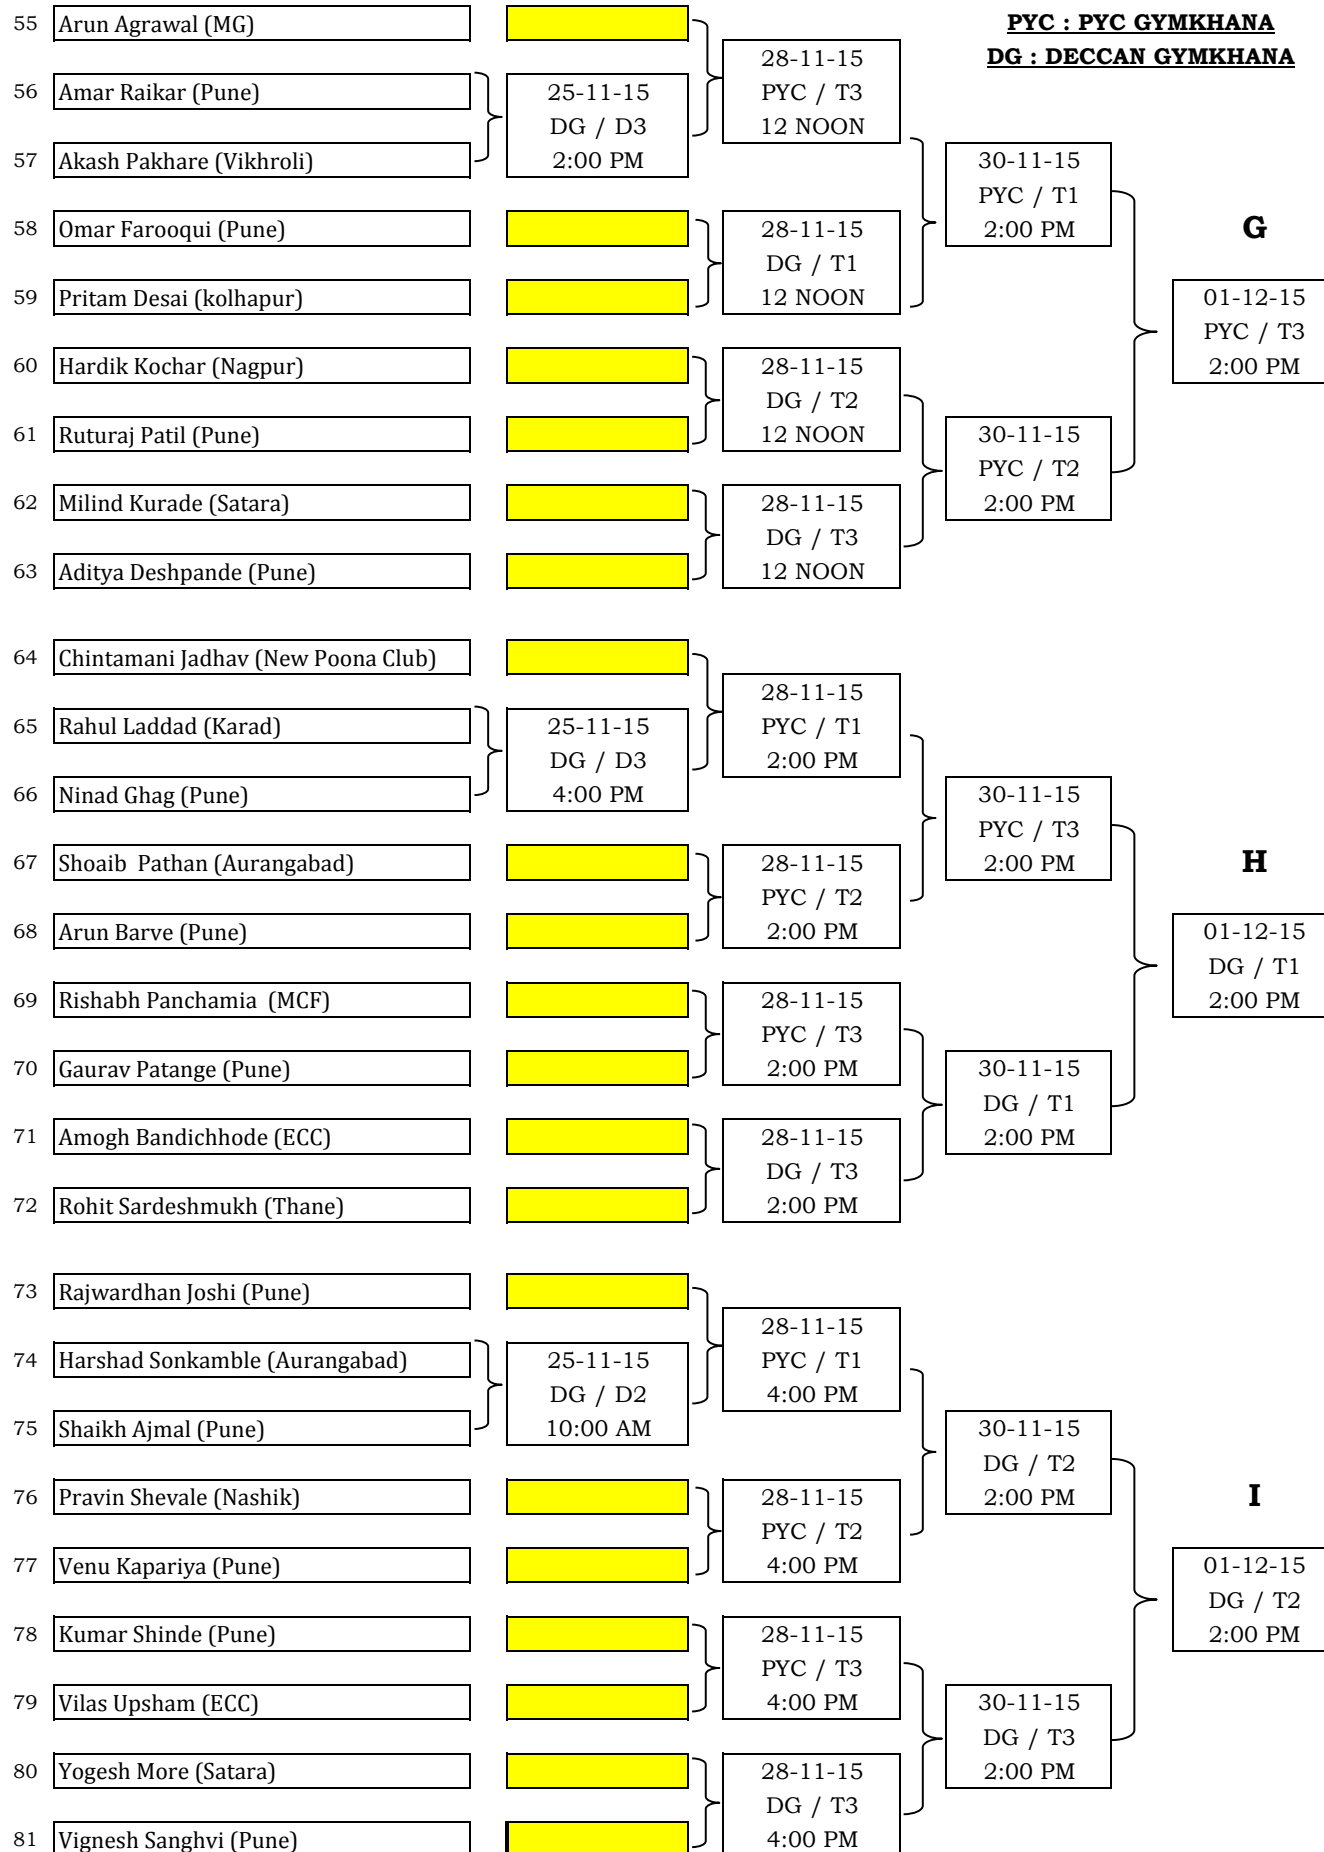 PYC : PYC GYMKHANA
DG : DECCAN GYMKHANA
55 Arun Agrawal (MG)
28-11-15
PYC / T3
12 NOON
56 Amar Raikar (Pune)
25-11-15
DG / D3
2:00 PM
57 Akash Pakhare (Vikhroli)
30-11-15
PYC / T1
2:00 PM
58 Omar Farooqui (Pune)
28-11-15
DG / T1
12 NOON
G
59 Pritam Desai (kolhapur)
01-12-15
PYC / T3
2:00 PM
60 Hardik Kochar (Nagpur)
28-11-15
DG / T2
12 NOON
61 Ruturaj Patil (Pune)
30-11-15
PYC / T2
2:00 PM
62 Milind Kurade (Satara)
28-11-15
DG / T3
12 NOON
63 Aditya Deshpande (Pune)
64 Chintamani Jadhav (New Poona Club)
28-11-15
PYC / T1
2:00 PM
65 Rahul Laddad (Karad)
25-11-15
DG / D3
4:00 PM
66 Ninad Ghag (Pune)
30-11-15
PYC / T3
2:00 PM
67 Shoaib  Pathan (Aurangabad)
28-11-15
PYC / T2
2:00 PM
H
68 Arun Barve (Pune)
01-12-15
DG / T1
2:00 PM
69 Rishabh Panchamia  (MCF)
28-11-15
PYC / T3
2:00 PM
70 Gaurav Patange (Pune)
30-11-15
DG / T1
2:00 PM
71 Amogh Bandichhode (ECC)
28-11-15
DG / T3
2:00 PM
72 Rohit Sardeshmukh (Thane)
73 Rajwardhan Joshi (Pune)
28-11-15
PYC / T1
4:00 PM
74 Harshad Sonkamble (Aurangabad)
25-11-15
DG / D2
10:00 AM
75 Shaikh Ajmal (Pune)
30-11-15
DG / T2
2:00 PM
76 Pravin Shevale (Nashik)
28-11-15
PYC / T2
4:00 PM
I
77 Venu Kapariya (Pune)
01-12-15
DG / T2
2:00 PM
78 Kumar Shinde (Pune)
28-11-15
PYC / T3
4:00 PM
79 Vilas Upsham (ECC)
30-11-15
DG / T3
2:00 PM
80 Yogesh More (Satara)
28-11-15
DG / T3
4:00 PM
81 Vignesh Sanghvi (Pune)